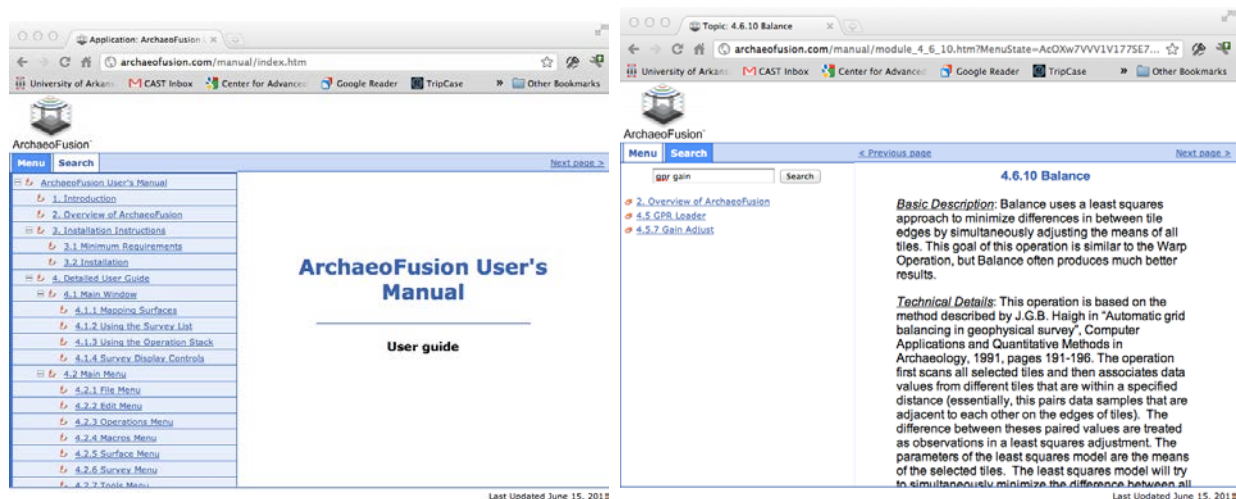 Application: ArchaeoFusion
archaeofusion.com/manual/index.htm
University of Arkans
CAST Inbox
Center for Advanced
Google Reader
TripCase
»
Other Bookmarks
ArchaeoFusion
Menu
Search
Next page >
ArchaeoFusion User's Manual
1. Introduction
2. Overview of ArchaeoFusion
3. Installation Instructions
3.1 Minimum Requirements
3.2 Installation
4. Detailed User Guide
4.1 Main Window
4.1.1 Mapping Surfaces
4.1.2 Using the Survey List
4.1.3 Using the Operation Stack
4.1.4 Survey Display Controls
4.2 Main Menu
4.2.1 File Menu
4.2.2 Edit Menu
4.2.3 Operations Menu
4.2.4 Macros Menu
4.2.5 Surface Menu
4.2.6 Survey Menu
4.2.7 Tools Menu
ArchaeoFusion User's
Manual
User guide
Last Updated June 15, 201
Topic: 4.6.10 Balance
archaeofusion.com/manual/module_4_6_10.htm?MenuState=AcOXw7VVV1V177SE7...
University of Arkans
CAST Inbox
Center for Advanced
Google Reader
TripCase
»
Other Bookmarks
ArchaeoFusion
Menu
Search
< Previous page
Next page >
gpr gain
Search
2. Overview of ArchaeoFusion
4.5 GPR Loader
4.5.7 Gain Adjust
4.6.10 Balance
Basic Description: Balance uses a least squares
approach to minimize differences in between tile
edges by simultaneously adjusting the means of all
tiles. This goal of this operation is similar to the Warp
Operation, but Balance often produces much better
results.
Technical Details: This operation is based on the
method described by J.G.B. Haigh in "Automatic grid
balancing in geophysical survey", Computer
Applications and Quantitative Methods in
Archaeology, 1991, pages 191-196. The operation
first scans all selected tiles and then associates data
values from different tiles that are within a specified
distance (essentially, this pairs data samples that are
adjacent to each other on the edges of tiles). The
difference between theses paired values are treated
as observations in a least squares adjustment. The
parameters of the least squares model are the means
of the selected tiles. The least squares model will try
to simultaneously minimize the difference between all
Last Updated June 15, 201